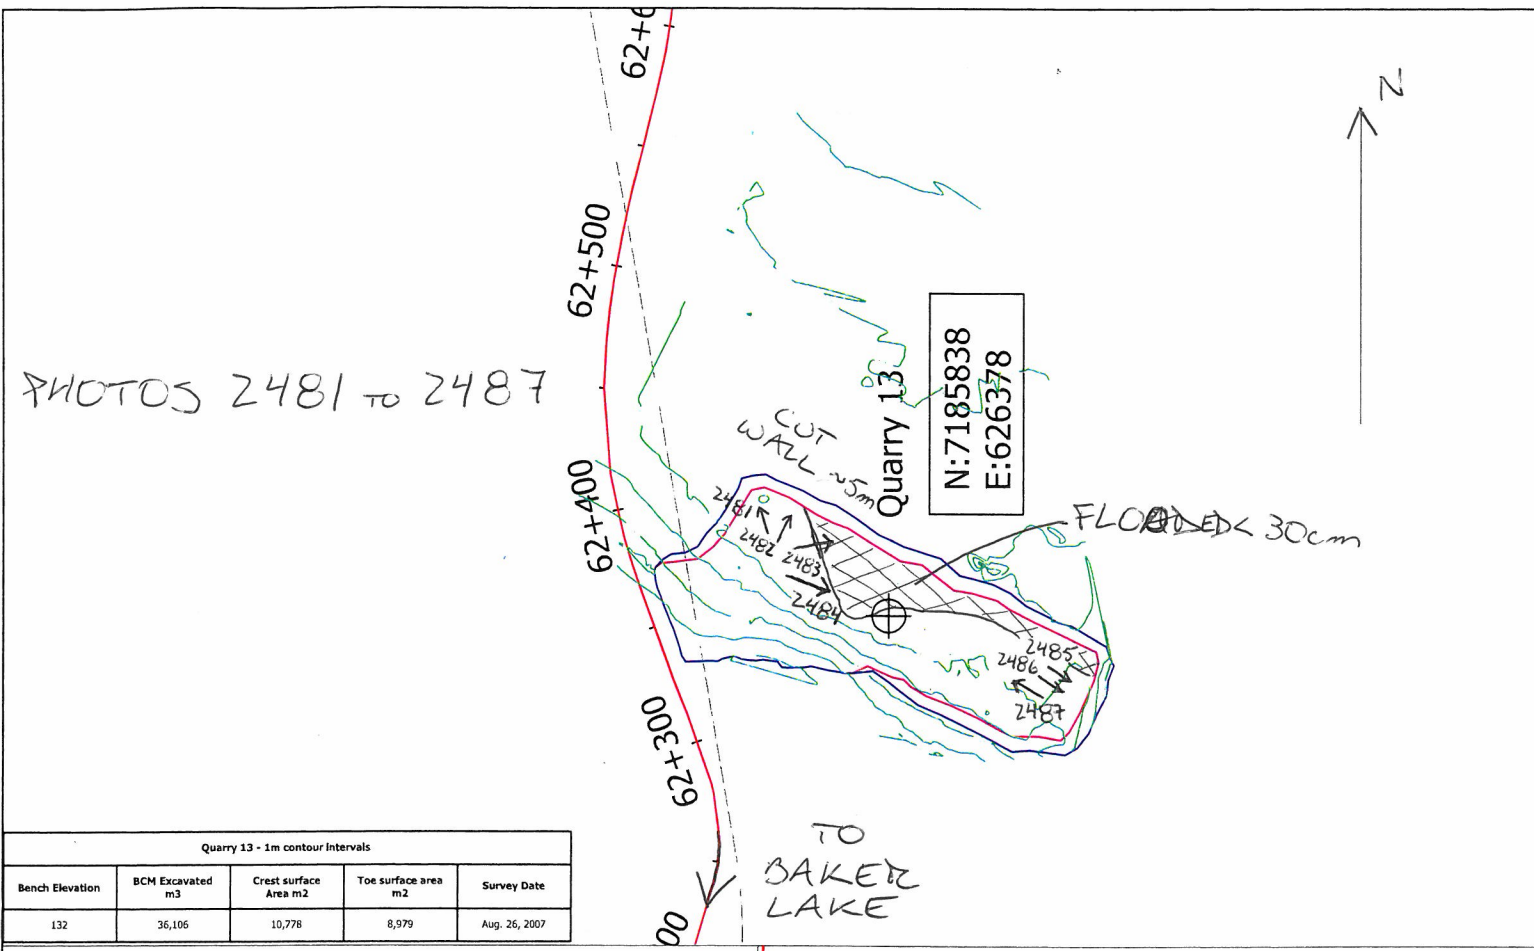 62+6
N
62+500
PHOTOS 2481 TO 2487
CUT
WALL ~5m
Quarry 13
N:7185838
E:626378
62+400
2481
2482
2483
2484
FLOODED < 30cm
2485
2486
2487
62+300
TO
BAKER
LAKE
00
Quarry 13 - 1m contour intervals
Bench Elevation
BCM Excavated
m3
Crest surface
Area m2
Toe surface area
m2
Survey Date
132
36,106
10,778
8,979
Aug. 26, 2007